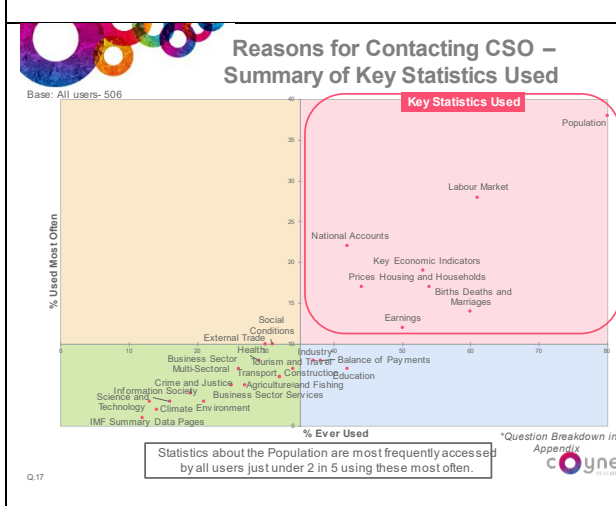 Reasons for Contacting CSO –
Summary of Key Statistics Used
Base: All users- 506
Key Statistics Used
40
35
30
25
20
15
10
5
0
0
10
20
30
50
60
70
80
% Used Most Often
% Ever Used
Population
Labour Market
National Accounts
Key Economic Indicators
Prices
Housing and Households
Births Deaths and
Marriages
Earnings
Social
Conditions
External Trade
Health
Industry
Business Sector
Tourism and Travel
Balance of Payments
Multi-Sectoral
Transport
Construction
Education
Crime and Justice
Agriculture and Fishing
Information Society
Business Sector Services
Science and
Technology
Climate
Environment
IMF Summary Data Pages
*Question Breakdown in
Appendix
Statistics about the Population are most frequently accessed
by all users just under 2 in 5 using these most often.
Q.17
coyne
RESEAR